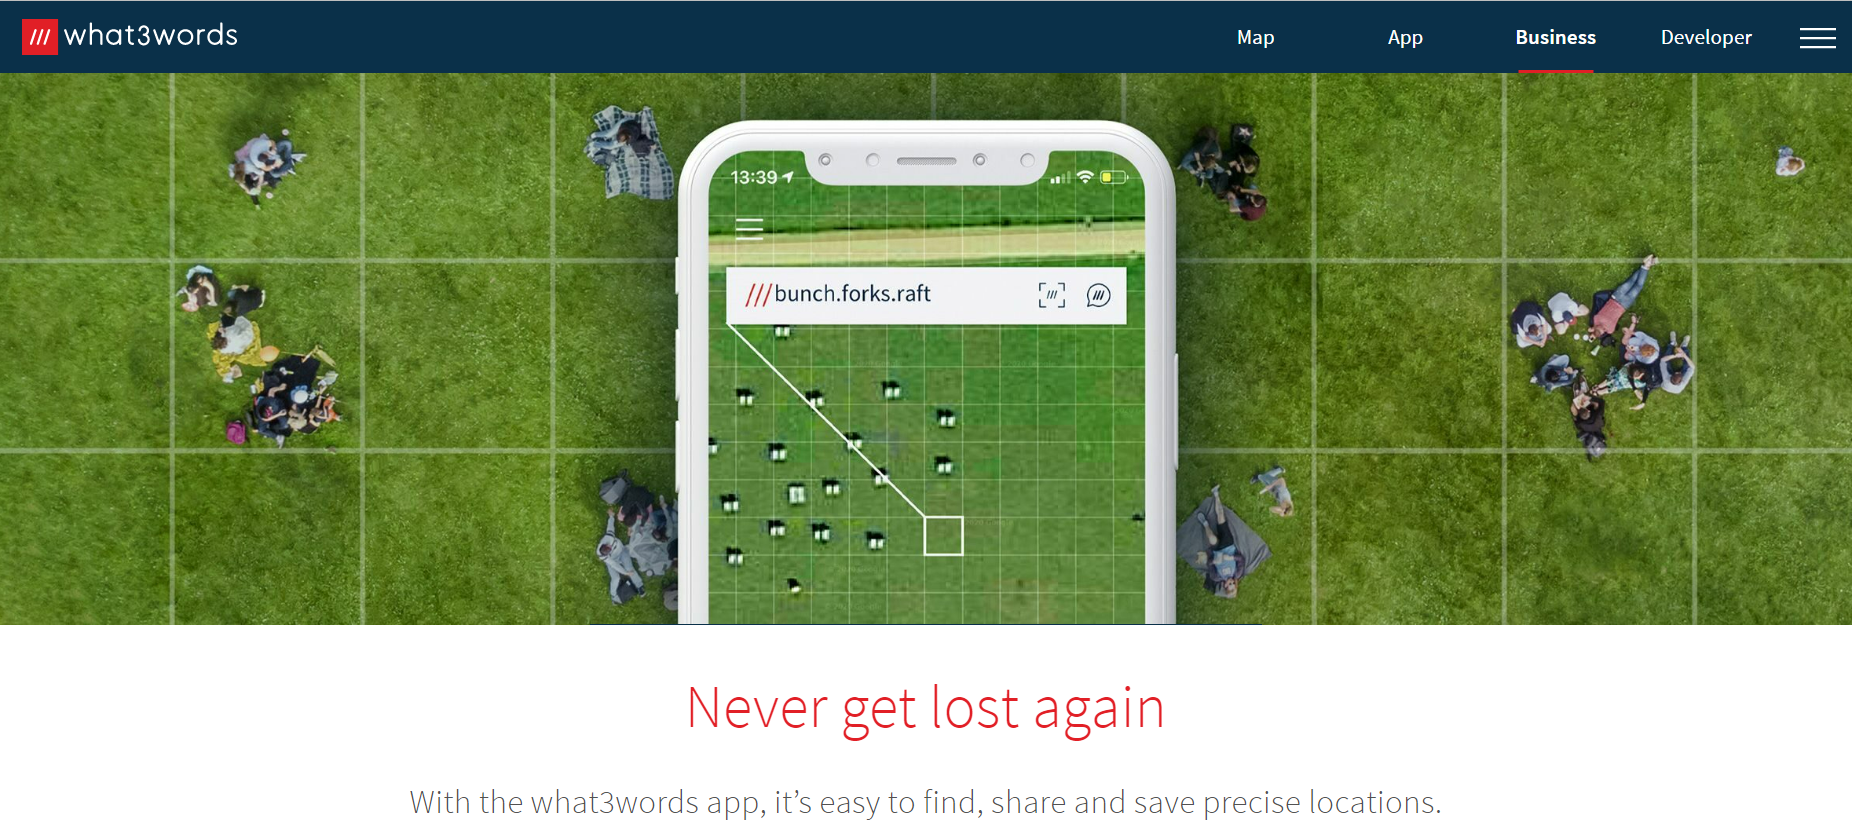 what3words
Map App Business Developer
13:39
///bunch.forks.raft
Never get lost again
With the what3words app, it’s easy to find, share and save precise locations.